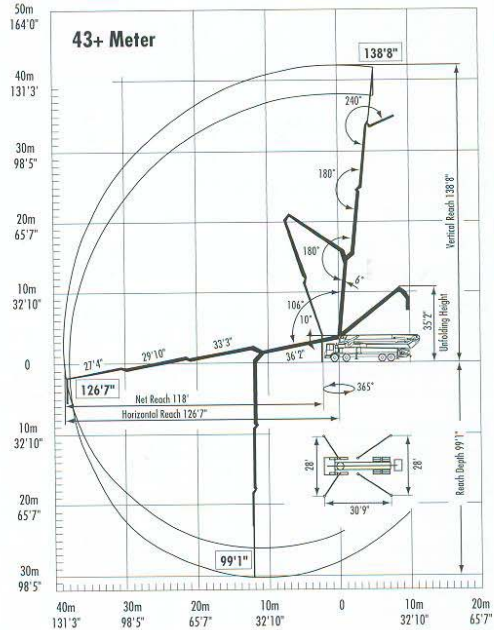 50m
164'0"
43+ Meter
138'8"
40m
131'3"
240°
30m
98'5"
180°
Vertical Reach 138'8"
20m
65'7"
180°
6°
10m
32'10"
106°
10°
35'2"
Unfolding Height
33'3"
36'2"
29'10"
27'4"
0
126'7"
365°
Net Reach 118'
Horizontal Reach 126'7"
10m
32'10"
28'
28'
Reach Depth 99'1"
30'9"
20m
65'7"
99'1"
30m
98'5"
40m 30m 20m 10m 0 10m 20m
131'3" 98'5" 65'7" 32'10" 32'10" 65'7"